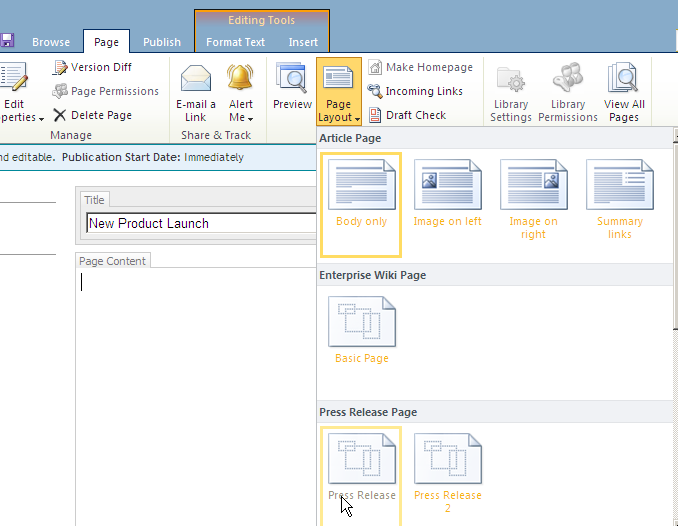 Editing Tools
Browse Page Publish Format Text Insert
Edit
perties
Version Diff
Page Permissions
Delete Page
Manage
E-mail a
Link
Alert
Me
Share & Track
Preview
Page
Layout
Make Homepage
Incoming Links
Draft Check
Library
Settings
Library
Permissions
View All
Pages
nd editable. Publication Start Date: Immediately
Title
New Product Launch
Page Content
Article Page
Body only
Image on left
Image on
right
Summary
links
Enterprise Wiki Page
Basic Page
Press Release Page
Press Release
Press Release
2